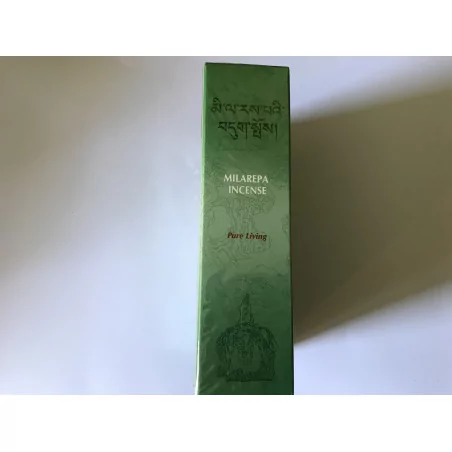 མི་ལ་རས་པའི་
བདུག་སྤོས།
MILAREPA
INCENSE
Pure Living